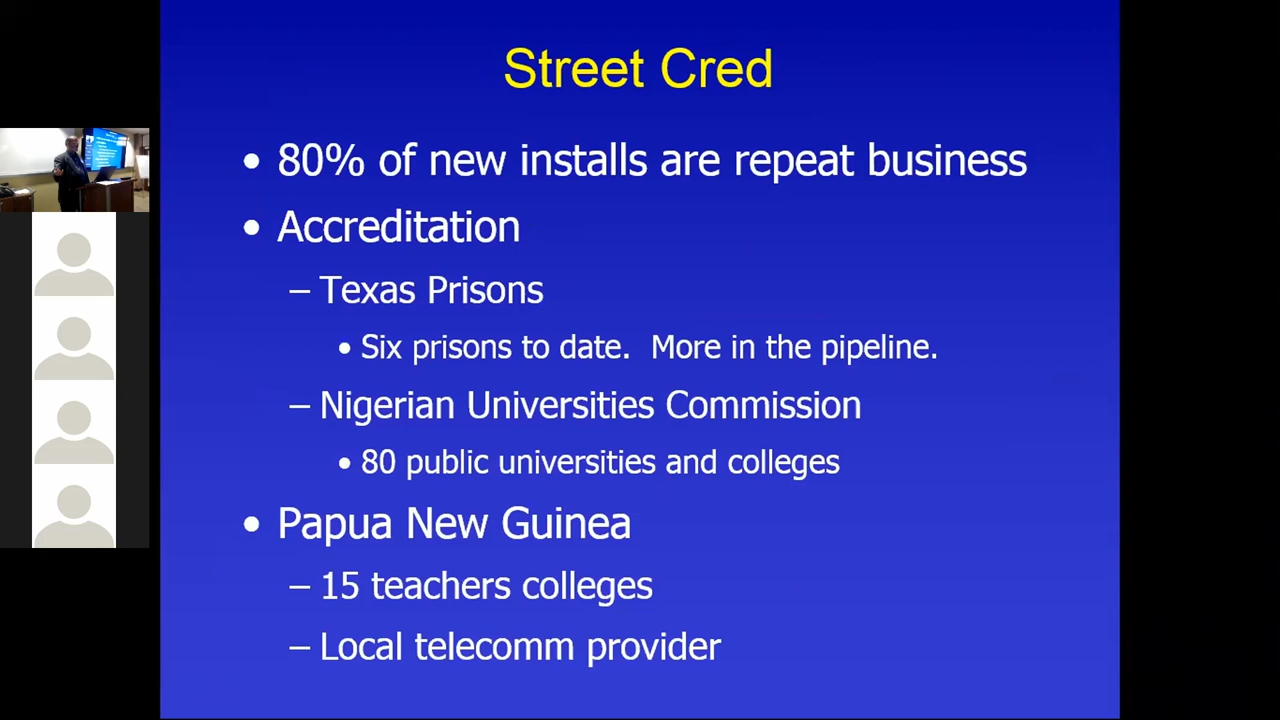 Street Cred
• 80% of new installs are repeat business
• Accreditation
– Texas Prisons
• Six prisons to date.  More in the pipeline.
– Nigerian Universities Commission
• 80 public universities and colleges
• Papua New Guinea
– 15 teachers colleges
– Local telecomm provider